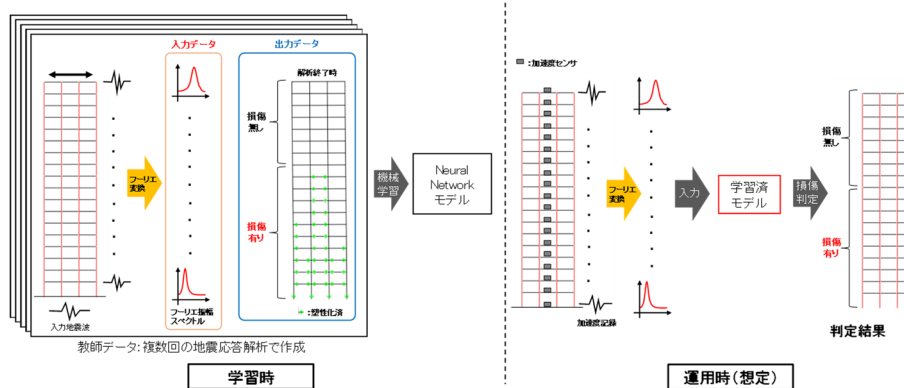 入力データ
出力データ
解析終了時
損傷
無し
損傷
有り
フーリエ
変換
入力地震波
フーリエ振幅
スペクトル
:塑性化済
教師データ:複数回の地震応答解析で作成
学習時
機械
学習
Neural
Network
モデル
:加速度センサ
フーリエ
変換
加速度記録
入力
学習済
モデル
損傷
判定
損傷
無し
損傷
有り
判定結果
運用時(想定)